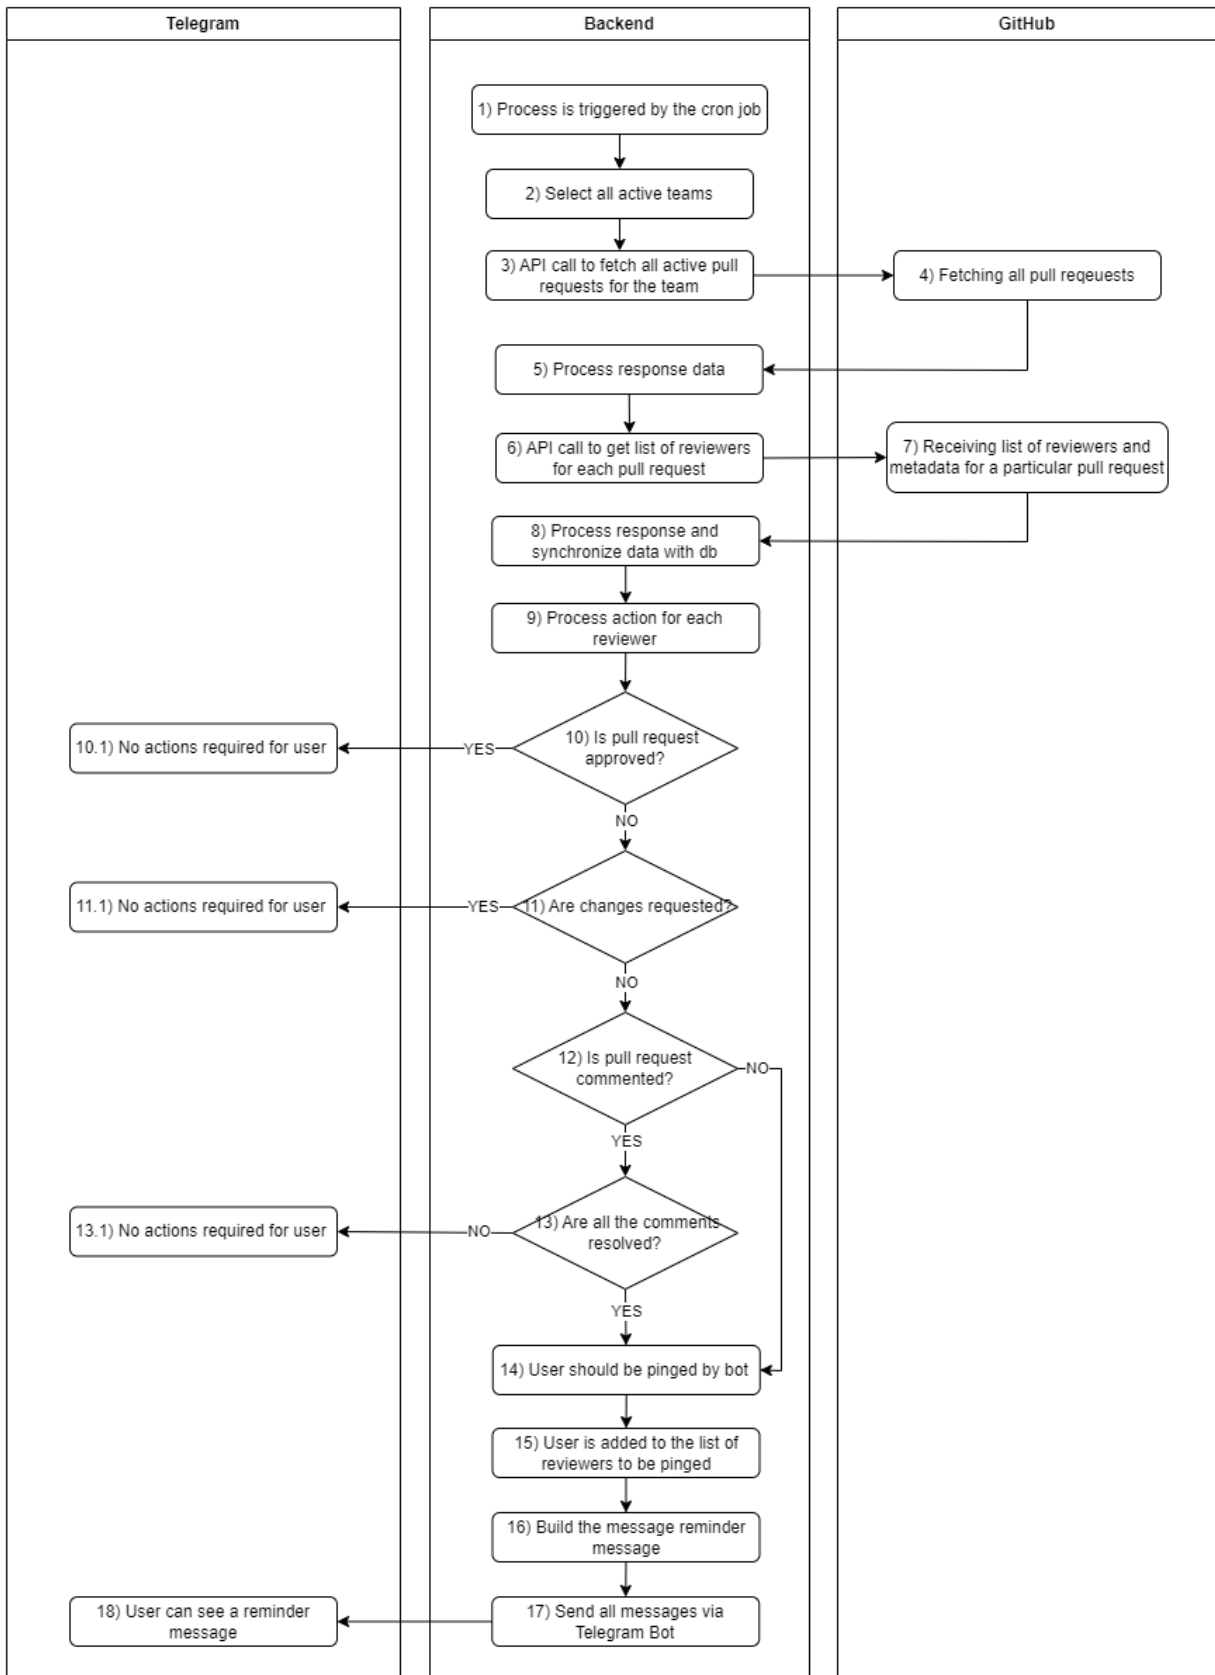 Telegram
Backend
GitHub
1) Process is triggered by the cron job
2) Select all active teams
3) API call to fetch all active pull
requests for the team
4) Fetching all pull reqeuests
5) Process response data
6) API call to get list of reviewers
for each pull request
7) Receiving list of reviewers and
metadata for a particular pull request
8) Process response and
synchronize data with db
9) Process action for each
reviewer
10) Is pull request
approved?
YES
10.1) No actions required for user
NO
11) Are changes requested?
YES
11.1) No actions required for user
NO
12) Is pull request
commented?
NO
YES
13) Are all the comments
resolved?
NO
13.1) No actions required for user
YES
14) User should be pinged by bot
15) User is added to the list of
reviewers to be pinged
16) Build the message reminder
message
17) Send all messages via
Telegram Bot
18) User can see a reminder
message